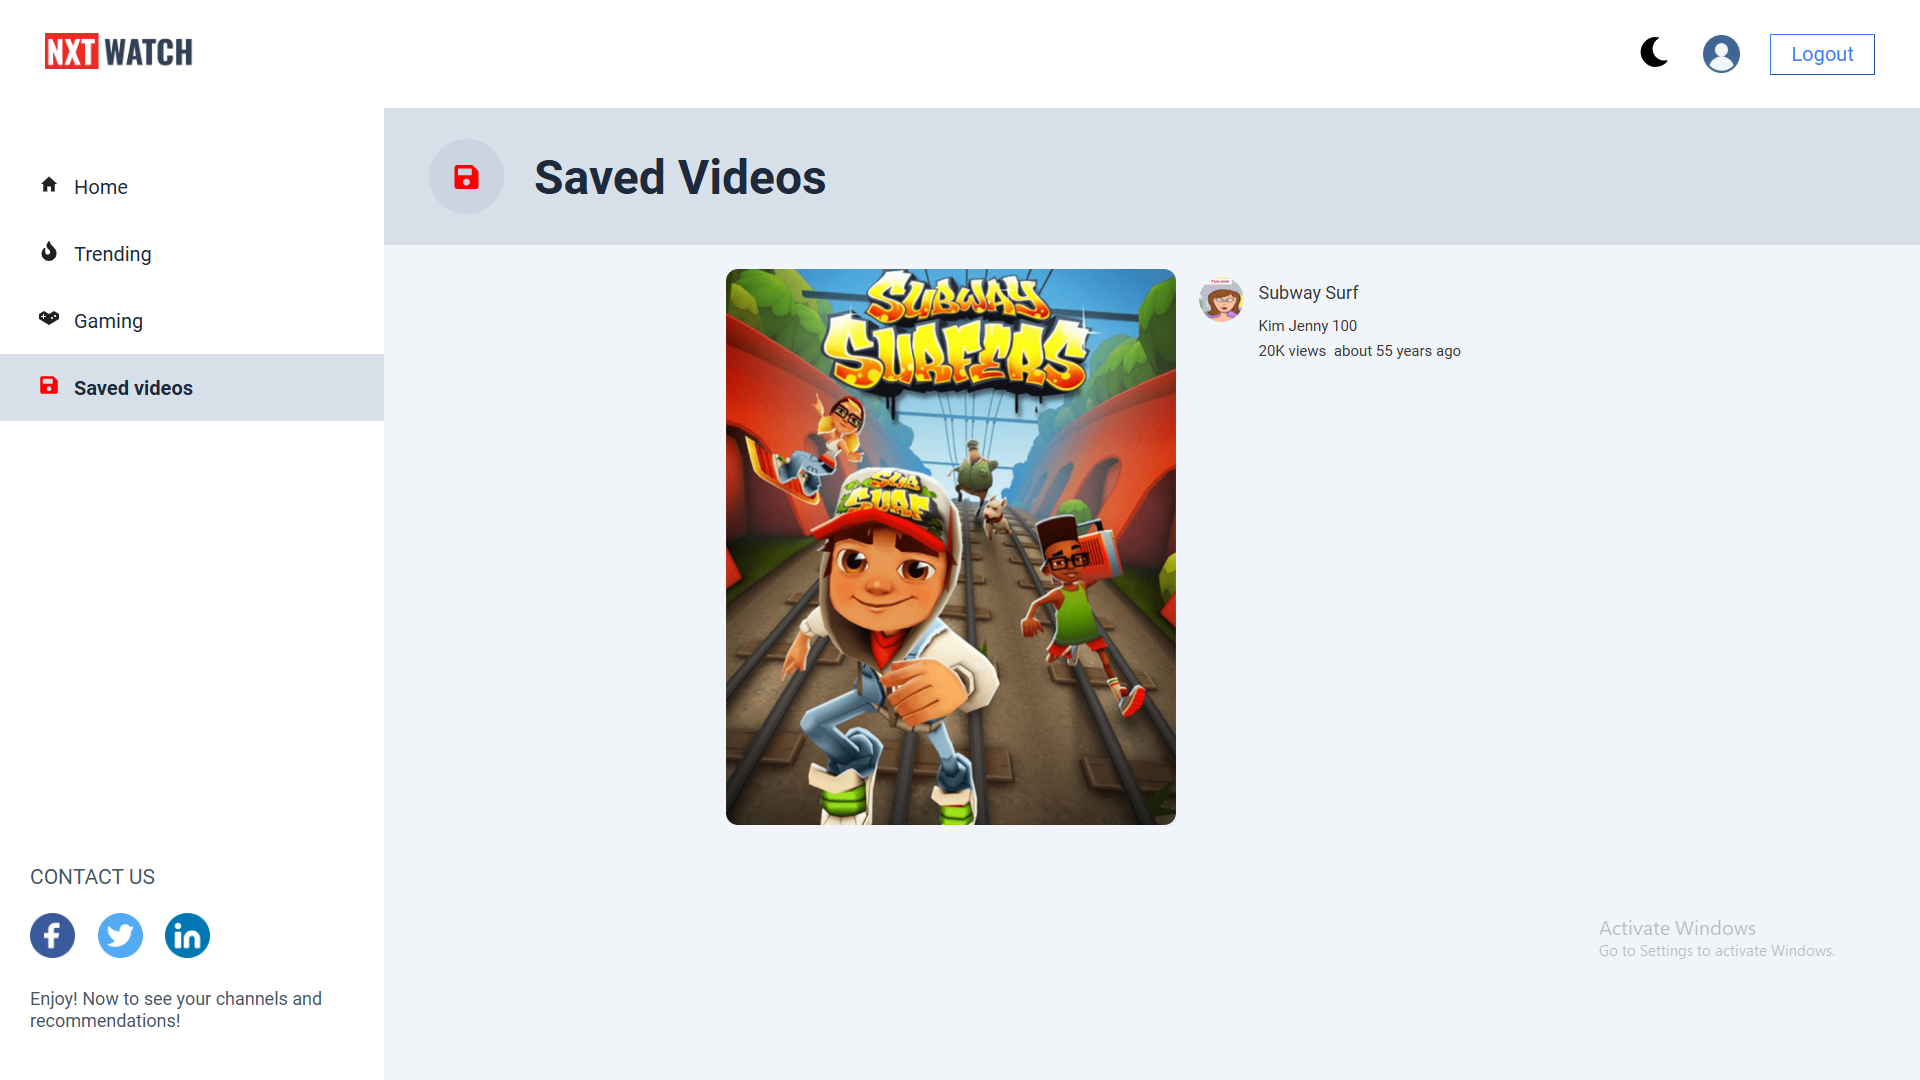 NXT WATCH
Logout
Home
Trending
Gaming
Saved videos
CONTACT US
Enjoy! Now to see your channels and
recommendations!
Saved Videos
SUBWAY
SURFERS
SUB
SURF
Subway Surf
Kim Jenny 100
20K views about 55 years ago
Activate Windows
Go to Settings to activate Windows.